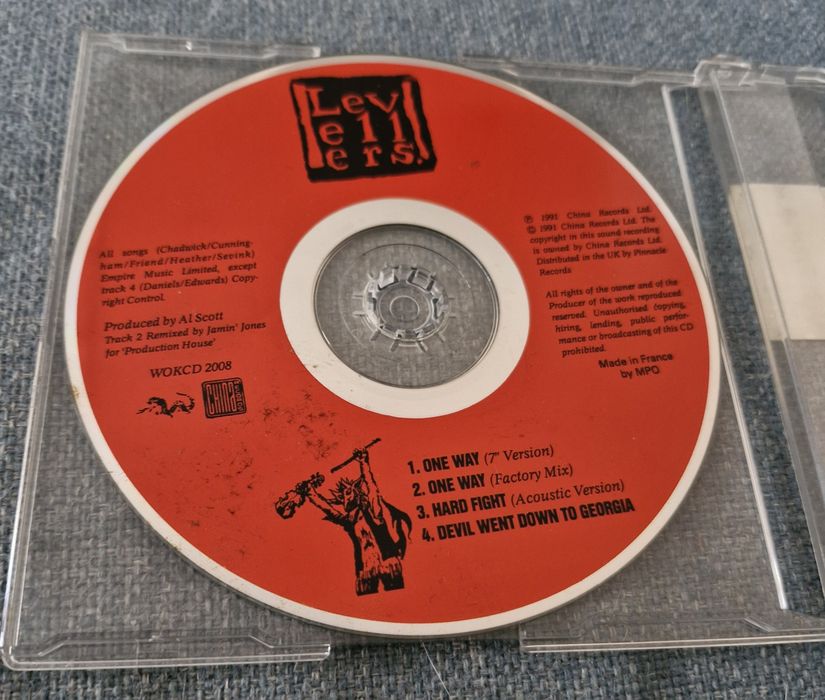 Lev
ell
ers.
All songs (Chadwick/Cunning-
ham/Friend/Heather/Sevink)
Empire Music Limited, except
track 4 (Daniels/Edwards) Copy-
right Control.
Produced by Al Scott
Track 2 Remixed by Jamin' Jones
for 'Production House'
WOKCD 2008
CHINA
℗ 1991 China Records Ltd.
© 1991 China Records Ltd. The
copyright in this sound recording
is owned by China Records Ltd.
Distributed in the UK by Pinnacle
Records
All rights of the owner and of the
Producer of the work reproduced
reserved. Unauthorised copying,
hiring, lending, public perfor-
mance or broadcasting of this CD
prohibited.
Made in France
by MPO
1. ONE WAY (7" Version)
2. ONE WAY (Factory Mix)
3. HARD FIGHT (Acoustic Version)
4. DEVIL WENT DOWN TO GEORGIA